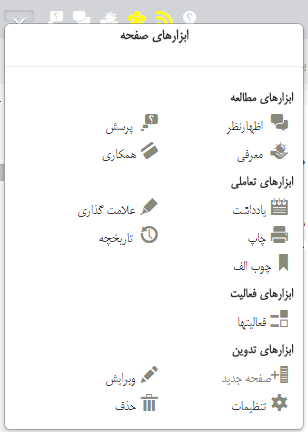 ابزارهای صفحه
ابزارهای مطالعه
اظهارنظر پرسش
معرفی همکاری
ابزارهای تعاملی
یادداشت علامت گذاری
چاپ تاریخچه
چوب الف
ابزارهای فعالیت
فعالیتها
ابزارهای تدوین
صفحه جدید ویرایش
تنظیمات حذف